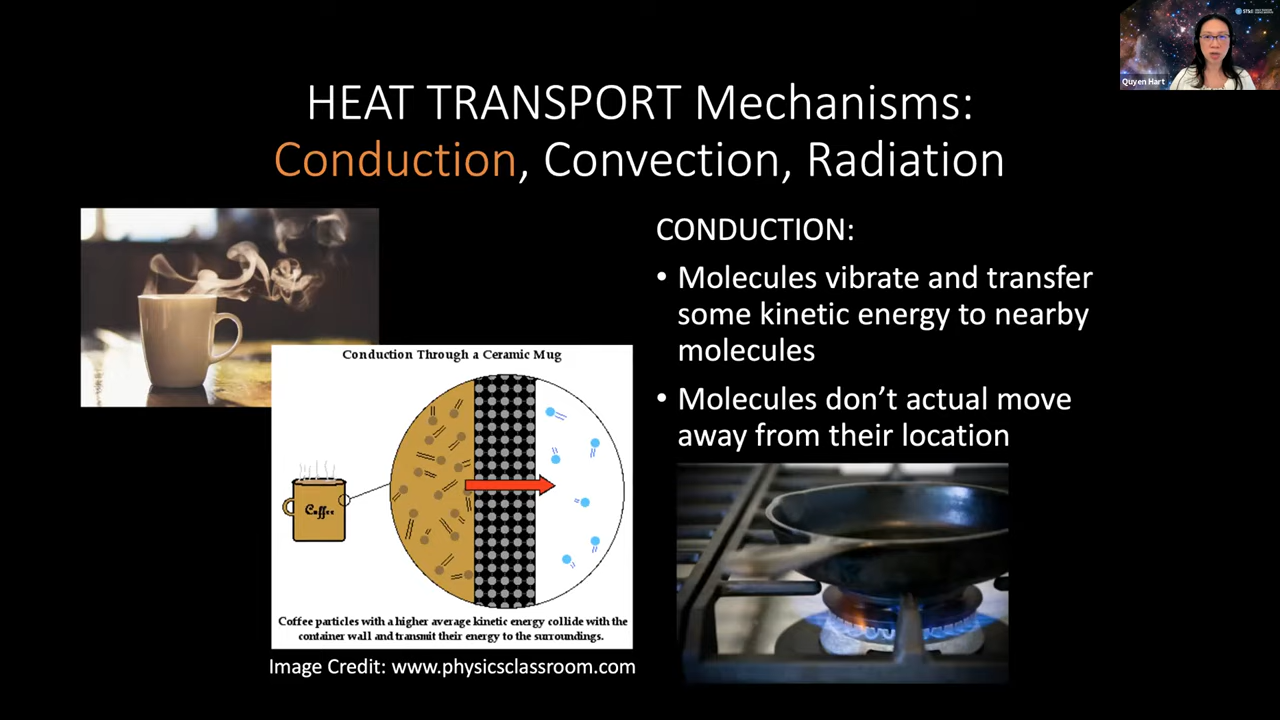 STScI
Quyen Hart
HEAT TRANSPORT Mechanisms:
Conduction, Convection, Radiation
CONDUCTION:
• Molecules vibrate and transfer
some kinetic energy to nearby
molecules
• Molecules don’t actual move
away from their location
Conduction Through a Ceramic Mug
Coffee
Coffee particles with a higher average kinetic energy collide with the
container wall and transmit their energy to the surroundings.
Image Credit: www.physicsclassroom.com